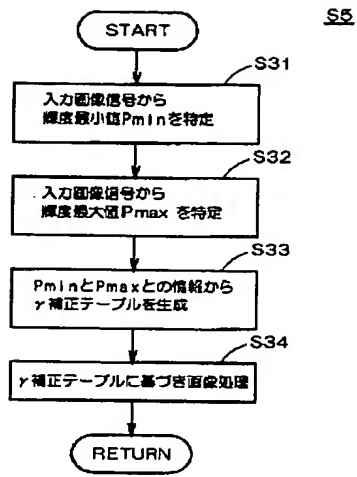 S5
START
S31
入力画像信号から
輝度最小値Pminを特定
S32
入力画像信号から
輝度最大値Pmax を特定
S33
PminとPmaxとの情報から
γ補正テーブルを生成
S34
γ補正テーブルに基づき画像処理
RETURN